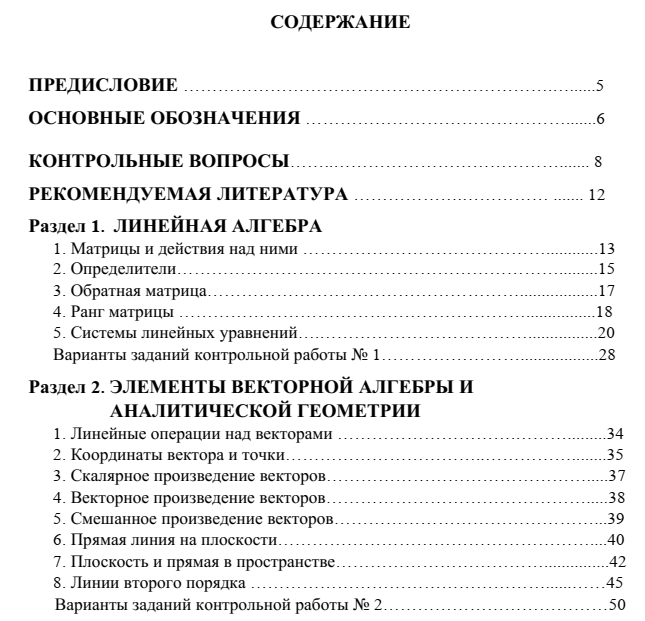 СОДЕРЖАНИЕ
ПРЕДИСЛОВИЕ ……………………………………………………......5
ОСНОВНЫЕ ОБОЗНАЧЕНИЯ ……………………………………......6
КОНТРОЛЬНЫЕ ВОПРОСЫ……..……………………………...... 8
РЕКОМЕНДУЕМАЯ ЛИТЕРАТУРА ………………………… ....... 12
Раздел 1. ЛИНЕЙНАЯ АЛГЕБРА
1. Матрицы и действия над ними ……………………………...........13
2. Определители……………………………………………...............15
3. Обратная матрица………………………………………...............17
4. Ранг матрицы ……………………………………………..............18
5. Системы линейных уравнений……………………….................20
Варианты заданий контрольной работы № 1………………..................28
Раздел 2. ЭЛЕМЕНТЫ ВЕКТОРНОЙ АЛГЕБРЫ И
АНАЛИТИЧЕСКОЙ ГЕОМЕТРИИ
1. Линейные операции над векторами ……………………………........34
2. Координаты вектора и точки……………………………………........35
3. Скалярное произведение векторов………………………………......37
4. Векторное произведение векторов………………………………......38
5. Смешанное произведение векторов……………………………........39
6. Прямая линия на плоскости………………………………………....40
7. Плоскость и прямая в пространстве……………………...............42
8. Линии второго порядка ………………………………………......…45
Варианты заданий контрольной работы № 2……………………………50